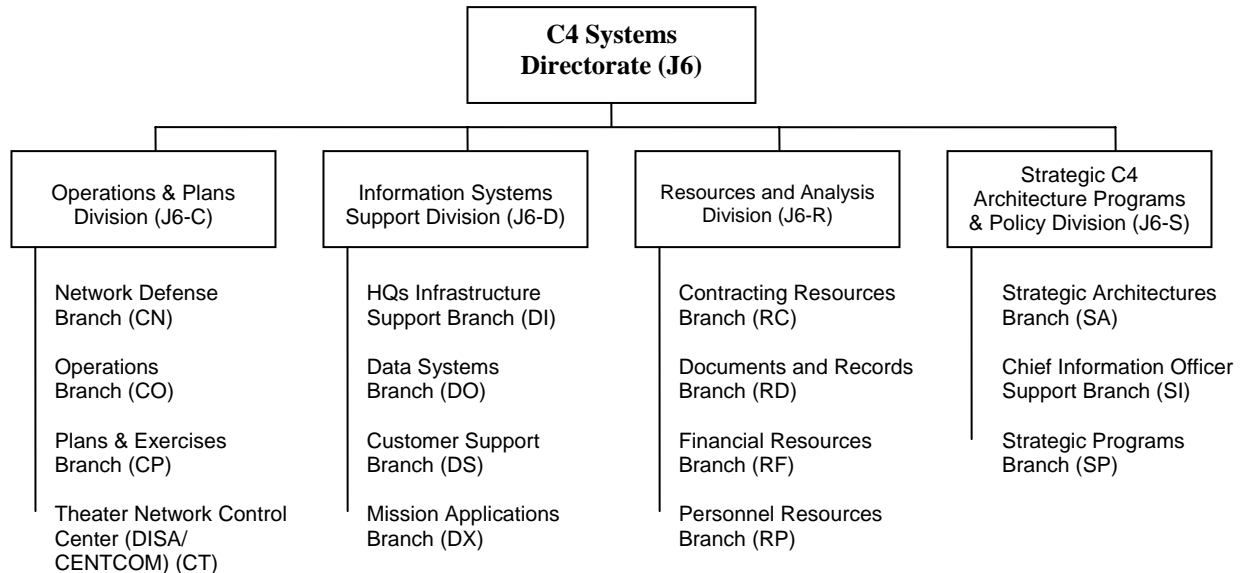 C4 Systems
Directorate (J6)
Operations & Plans
Division (J6-C)
Network Defense
Branch (CN)
Operations
Branch (CO)
Plans & Exercises
Branch (CP)
Theater Network Control
Center (DISA/
CENTCOM) (CT)
Information Systems
Support Division (J6-D)
HQs Infrastructure
Support Branch (DI)
Data Systems
Branch (DO)
Customer Support
Branch (DS)
Mission Applications
Branch (DX)
Resources and Analysis
Division (J6-R)
Contracting Resources
Branch (RC)
Documents and Records
Branch (RD)
Financial Resources
Branch (RF)
Personnel Resources
Branch (RP)
Strategic C4
Architecture Programs
& Policy Division (J6-S)
Strategic Architectures
Branch (SA)
Chief Information Officer
Support Branch (SI)
Strategic Programs
Branch (SP)